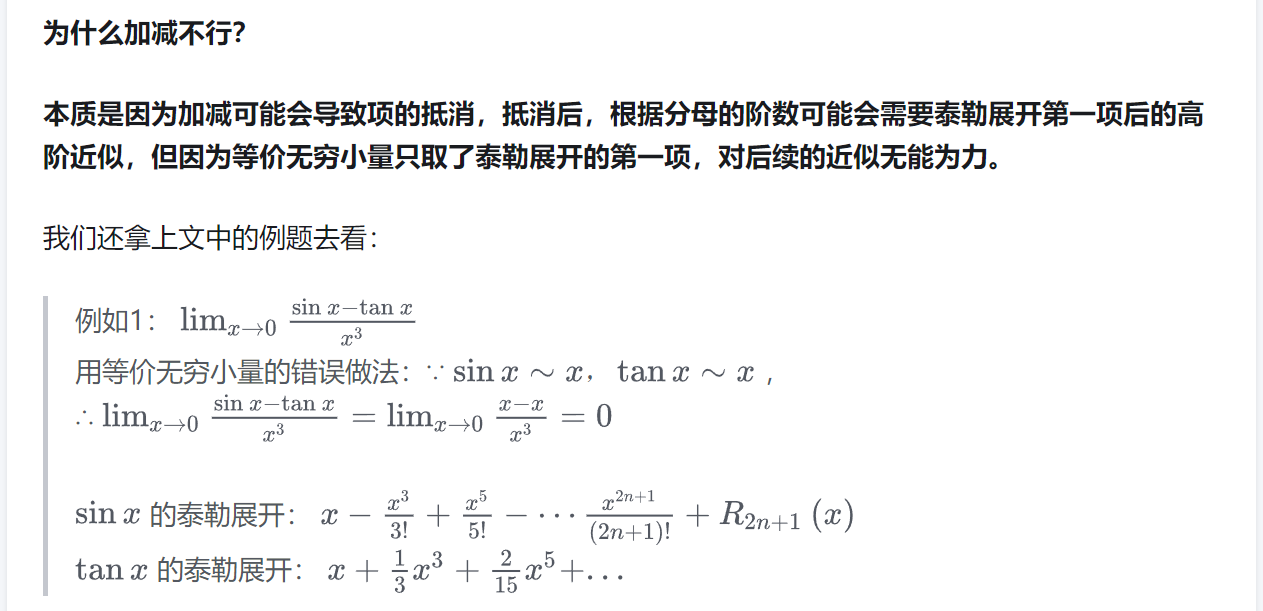 为什么加减不行？
本质是因为加减可能会导致项的抵消，抵消后，根据分母的阶数可能会需要泰勒展开第一项后的高
阶近似，但因为等价无穷小量只取了泰勒展开的第一项，对后续的近似无能为力。
我们还拿上文中的例题去看：
例如1： $\lim_{x \to 0} \frac{\sin x - \tan x}{x^3}$
用等价无穷小量的错误做法：∵ $\sin x \sim x$， $\tan x \sim x$ ，
∴ $\lim_{x \to 0} \frac{\sin x - \tan x}{x^3} = \lim_{x \to 0} \frac{x - x}{x^3} = 0$
$\sin x$ 的泰勒展开： $x - \frac{x^3}{3!} + \frac{x^5}{5!} - \cdots \frac{x^{2n+1}}{(2n+1)!} + R_{2n+1}(x)$
$\tan x$ 的泰勒展开： $x + \frac{1}{3}x^3 + \frac{2}{15}x^5 + \ldots$